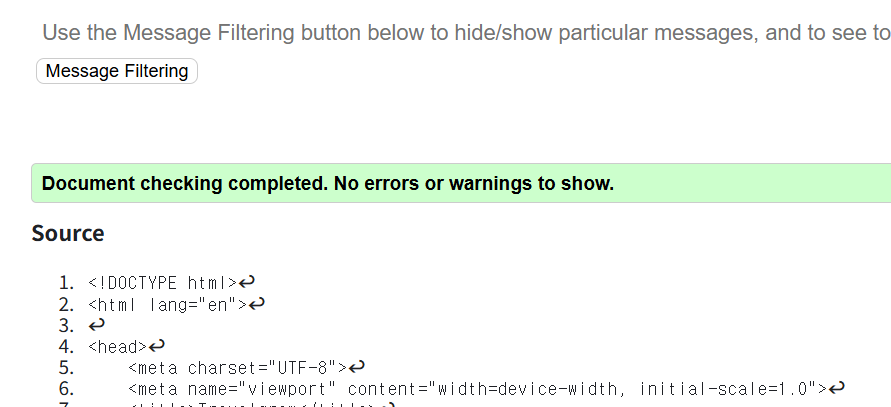 Use the Message Filtering button below to hide/show particular messages, and to see to
Message Filtering
Document checking completed. No errors or warnings to show.
Source
1. <!DOCTYPE html>↩
2. <html lang="en">↩
3. ↩
4. <head>↩
5. <meta charset="UTF-8">↩
6. <meta name="viewport" content="width=device-width, initial-scale=1.0">↩